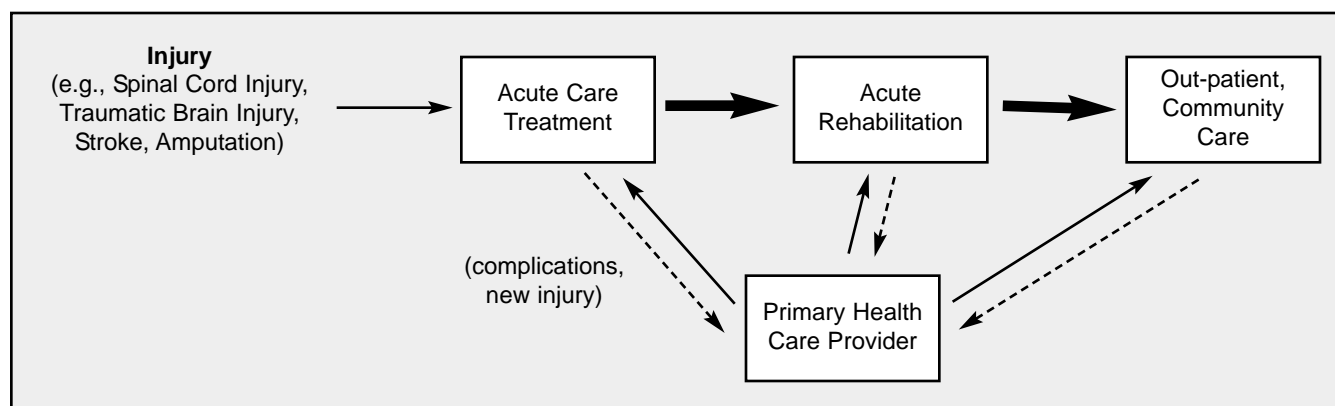 Injury
(e.g., Spinal Cord Injury,
Traumatic Brain Injury,
Stroke, Amputation)
Acute Care
Treatment
Acute
Rehabilitation
Out-patient,
Community
Care
(complications,
new injury)
Primary Health
Care Provider